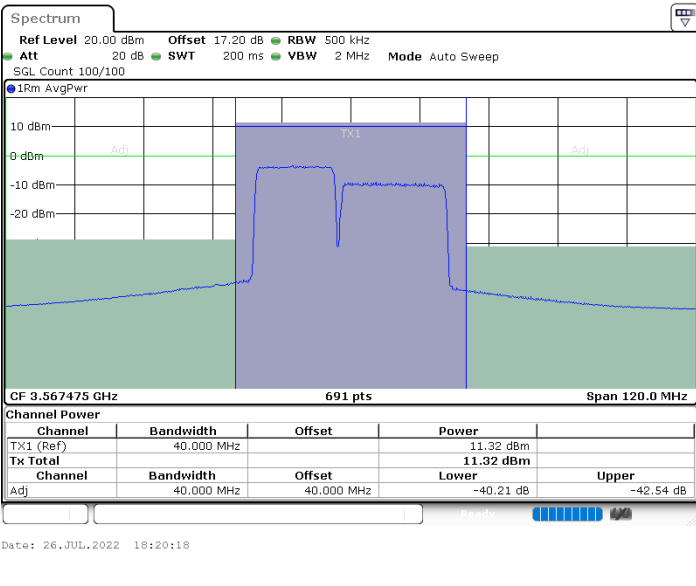 Spectrum
Ref Level 20.00 dBm Offset 17.20 dB RBW 500 kHz
Att 20 dB SWT 200 ms VBW 2 MHz Mode Auto Sweep
SGL Count 100/100
1Rm AvgPwr
10 dBm
TX1
Adj Adj
0 dBm
-10 dBm
-20 dBm
CF 3.567475 GHz 691 pts Span 120.0 MHz
Channel Power
Channel Bandwidth Offset Power
TX1 (Ref) 40.000 MHz 11.32 dBm
Tx Total 11.32 dBm
Channel Bandwidth Offset Lower Upper
Adj 40.000 MHz 40.000 MHz -40.21 dB -42.54 dB
Ready
Date: 26.JUL.2022 18:20:18